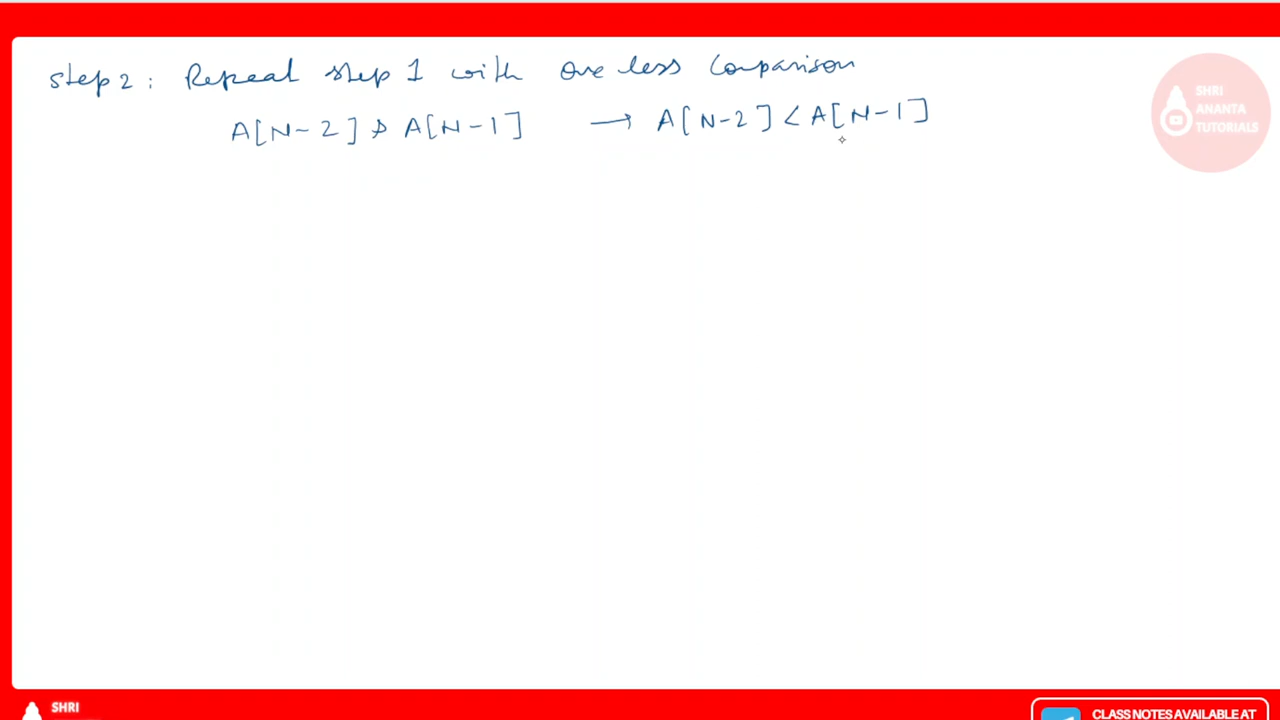 Step 2: Repeat step 1 with one less comparison
A[N-2] > A[N-1] → A[N-2] < A[N-1]
SHRI
ANANTA
TUTORIALS
SHRI
CLASS NOTES AVAILABLE AT